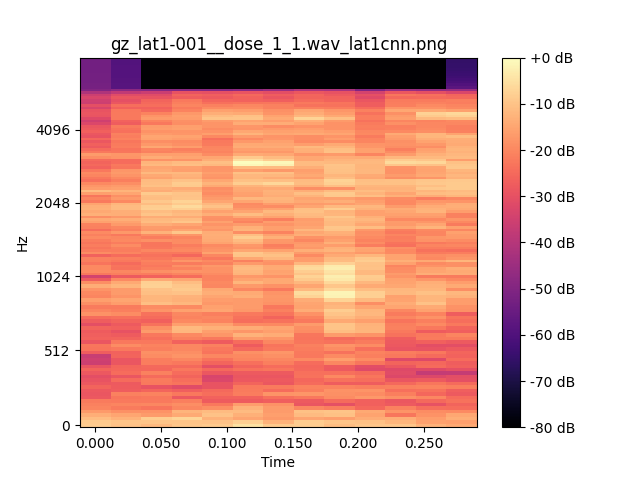 gz_lat1-001__dose_1_1.wav_lat1cnn.png
Hz
4096
2048
1024
512
0
0.000 0.050 0.100 0.150 0.200 0.250
Time
+0 dB
-10 dB
-20 dB
-30 dB
-40 dB
-50 dB
-60 dB
-70 dB
-80 dB